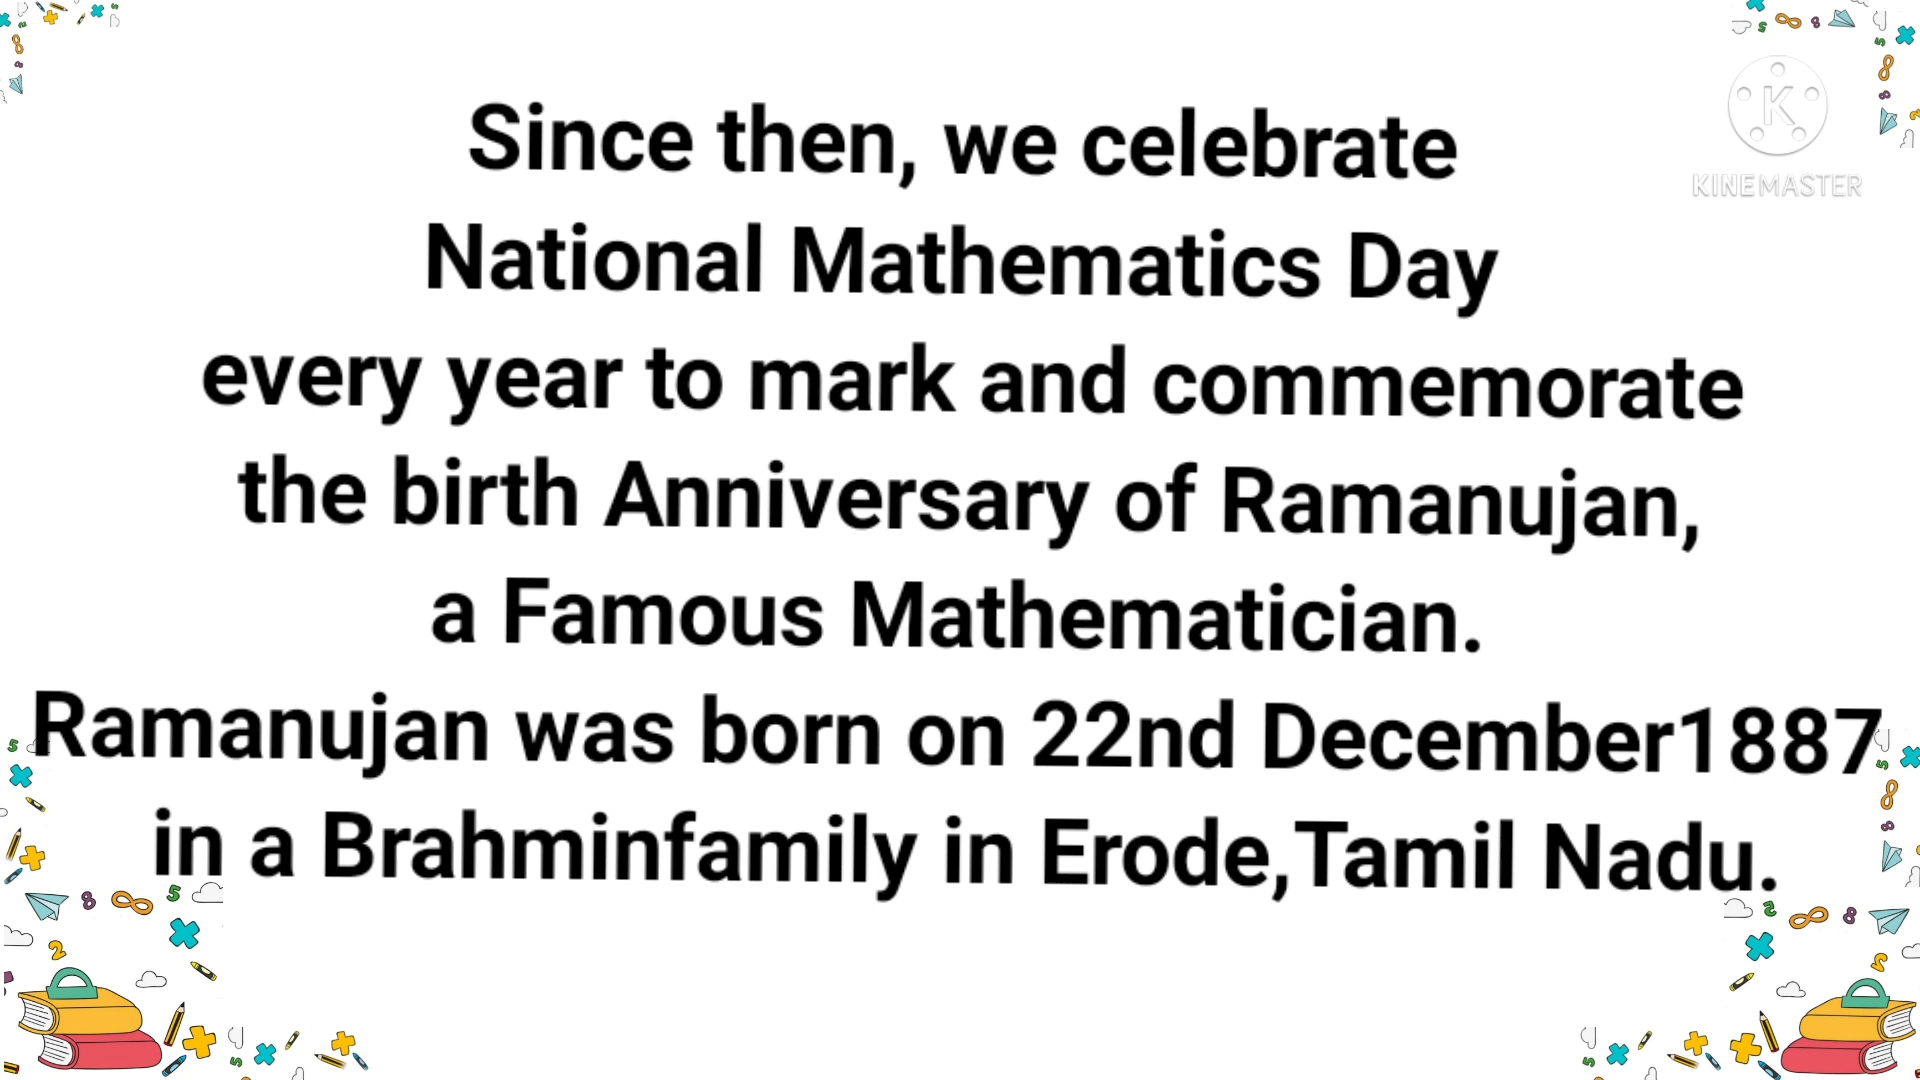 Since then, we celebrate
National Mathematics Day
every year to mark and commemorate
the birth Anniversary of Ramanujan,
a Famous Mathematician.
Ramanujan was born on 22nd December1887
in a Brahminfamily in Erode,Tamil Nadu.
K
KINEMASTER